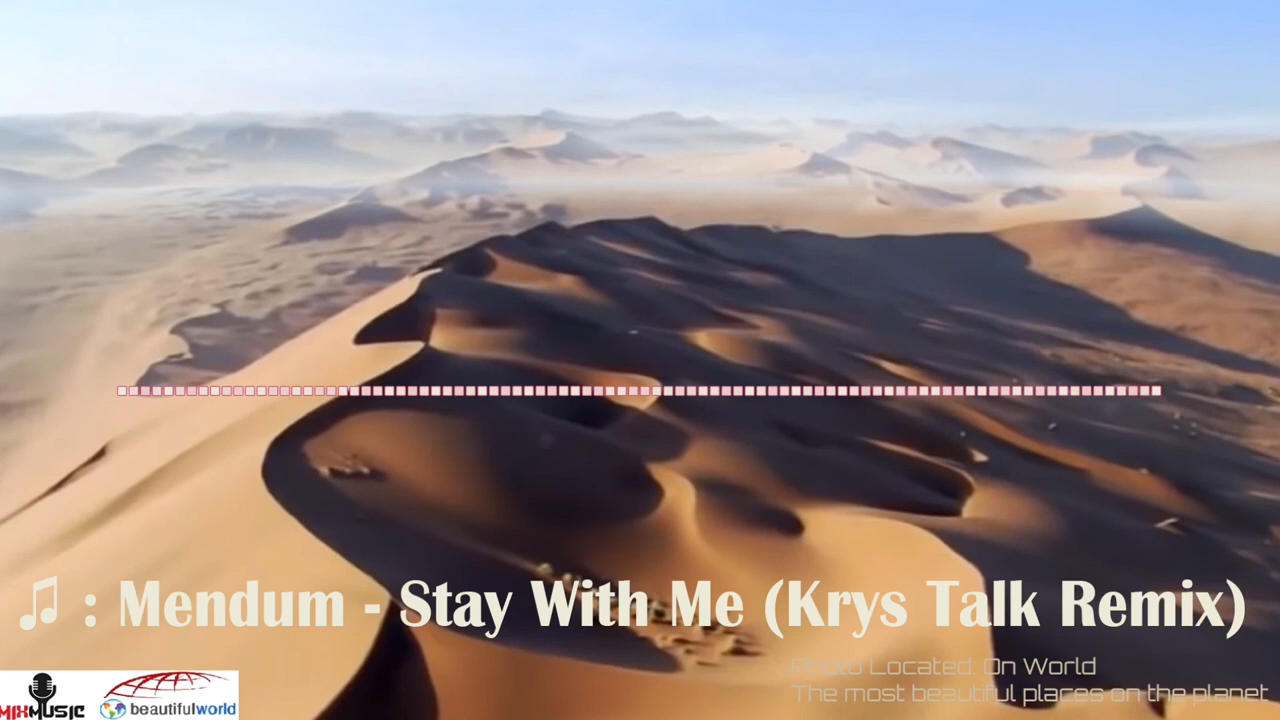 ♫ : Mendum - Stay With Me (Krys Talk Remix)
Photo Located: On World
The most beautiful places on the planet
MIXMUSIC
beautifulworld